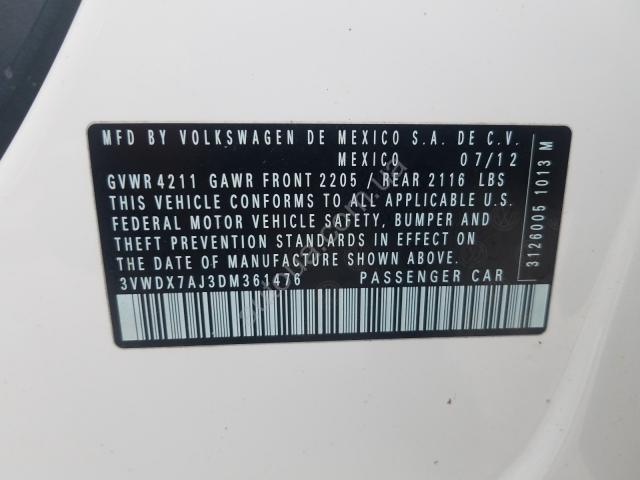 MFD BY VOLKSWAGEN DE MEXICO S.A. DE C.V.
MEXICO 07/12
GVWR 4211 GAWR FRONT 2205 / REAR 2116 LBS
THIS VEHICLE CONFORMS TO ALL APPLICABLE U.S.
FEDERAL MOTOR VEHICLE SAFETY, BUMPER AND
THEFT PREVENTION STANDARDS IN EFFECT ON
THE DATE OF MANUFACTURE SHOWN ABOVE.
3VWDX7AJ3DM361476 PASSENGER CAR
3126005 1013 M